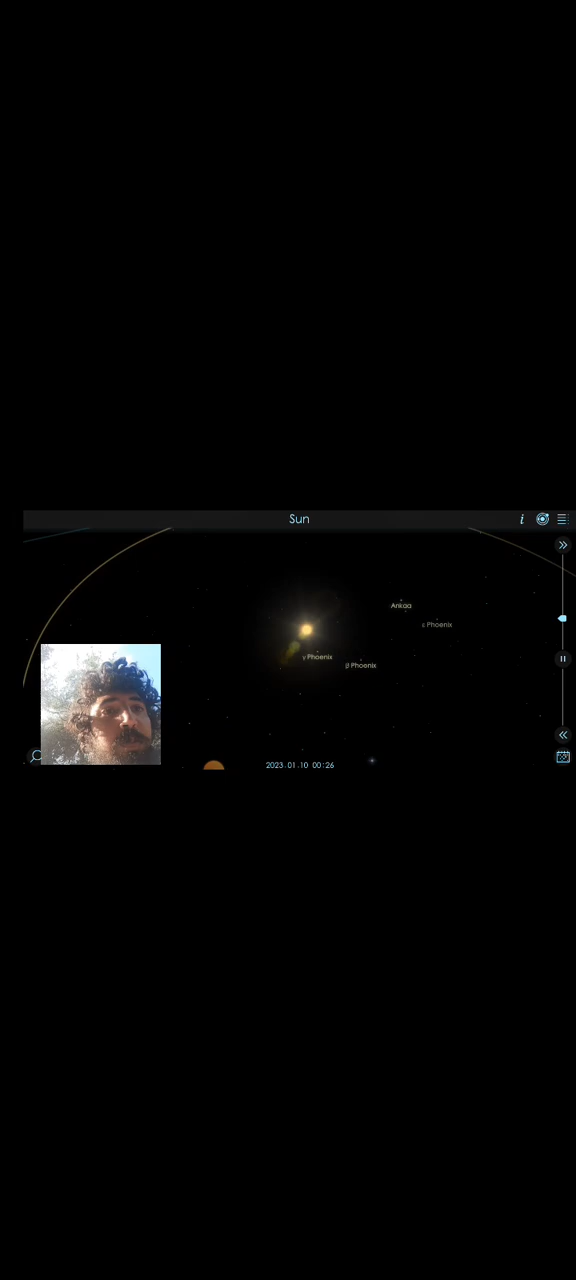 Sun
Ankaa
ε Phoenix
γ Phoenix
β Phoenix
2023.01.10 00:26